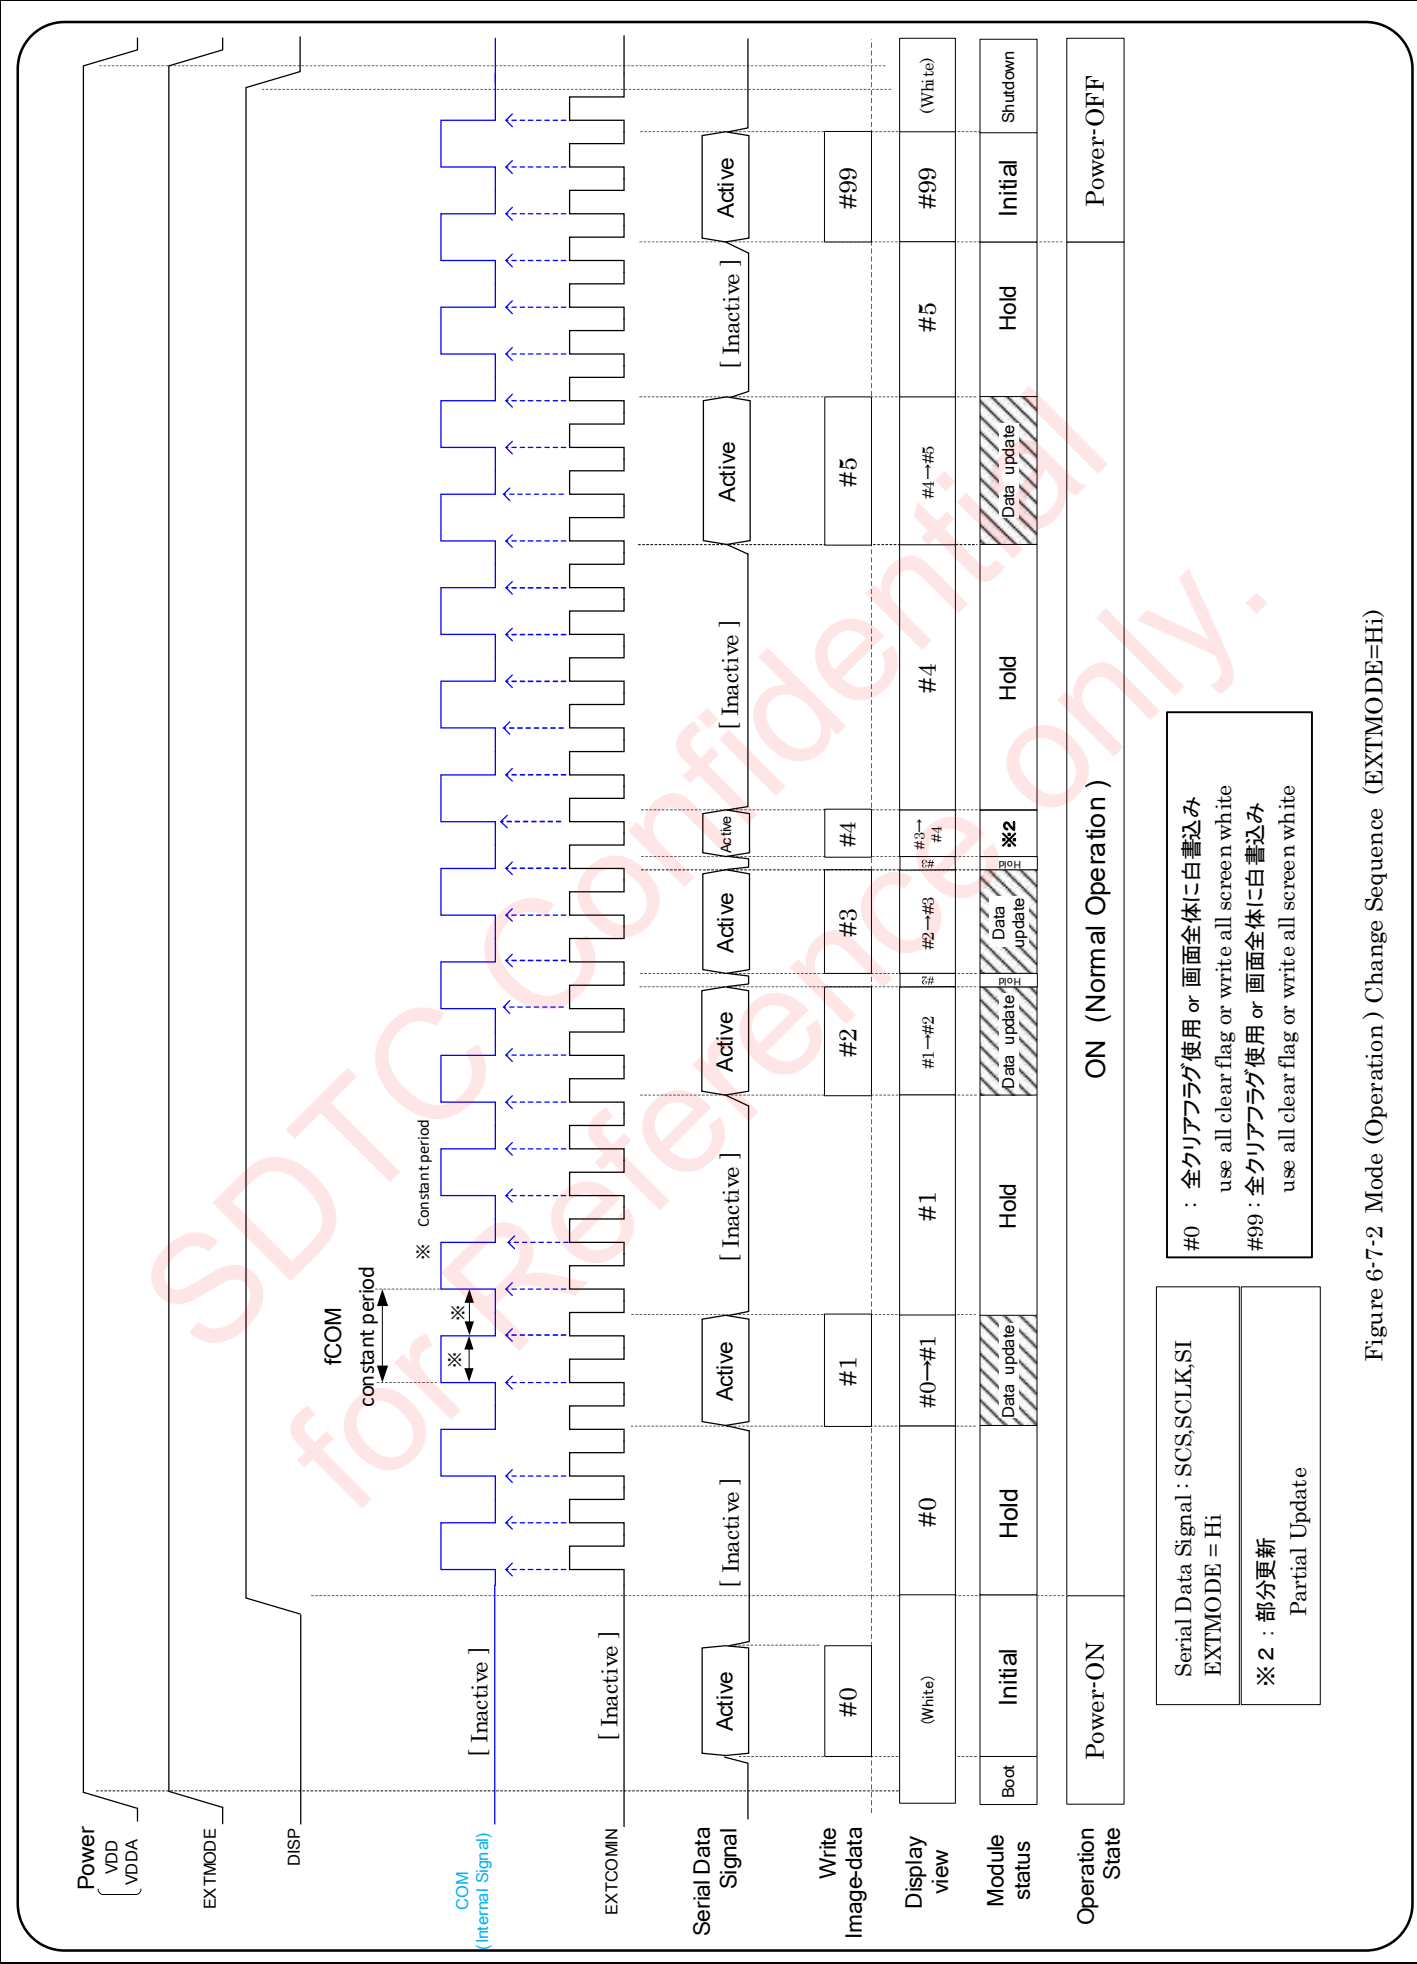 Power
VDD
VDDA
EXTMODE
DISP
fCOM
constant period
※ Constant period
※
※
COM
(Internal Signal)
[ Inactive ]
EXTCOMIN
[ Inactive ]
Serial Data
Signal
Active
[ Inactive ]
Active
[ Inactive ]
Active
Active
Active
[ Inactive ]
Active
[ Inactive ]
Active
Write
Image-data
#0
#1
#2
#3
#4
#5
#99
Display
view
(White)
#0
#0→#1
#1
#1→#2
#2
#2→#3
#3
#3→
#4
#4
#4→#5
#5
#99
(White)
Module
status
Boot
Initial
Hold
Data update
Hold
Data update
Hold
Data
update
Hold
※2
Hold
Data update
Hold
Initial
Shutdown
Operation
State
Power-ON
ON (Normal Operation )
Power-OFF
Serial Data Signal : SCS,SCLK,SI
EXTMODE = Hi
※２：部分更新
Partial Update
#0 ： 全クリアフラグ使用 or 画面全体に白書込み
use all clear flag or write all screen white
#99：全クリアフラグ使用 or 画面全体に白書込み
use all clear flag or write all screen white
Figure 6-7-2 Mode (Operation ) Change Sequence (EXTMODE=Hi)
SDTC Confidential
for Reference only.